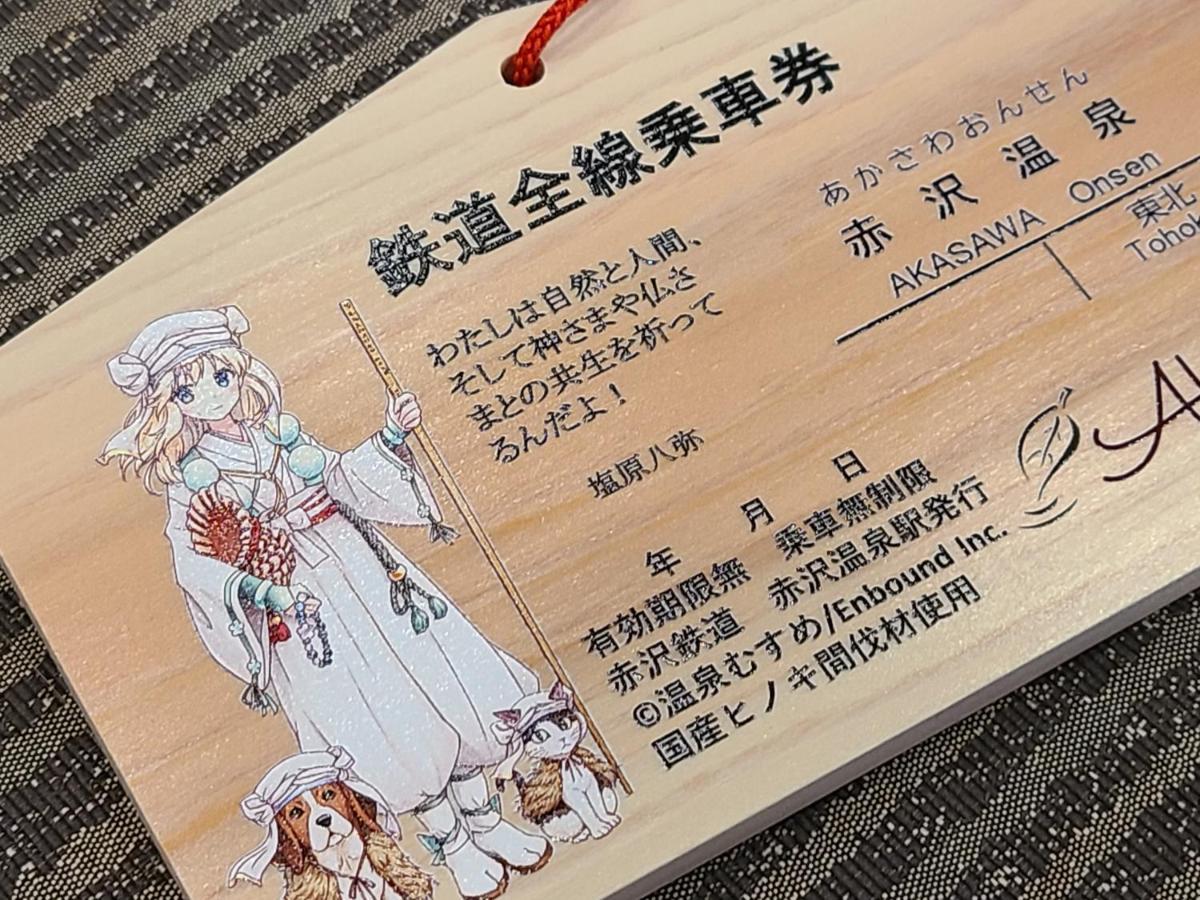 鉄道全線乗車券
わたしは自然と人間、
そして神さまや仏さ
まとの共生を祈って
るんだよ！
塩原八弥
あかさわおんせん
赤沢温泉
AKASAWA Onsen
東北
年 月 日
有効期限無 乗車無制限
赤沢鉄道 赤沢温泉駅発行
©温泉むすめ/Enbound Inc.
国産ヒノキ間伐材使用